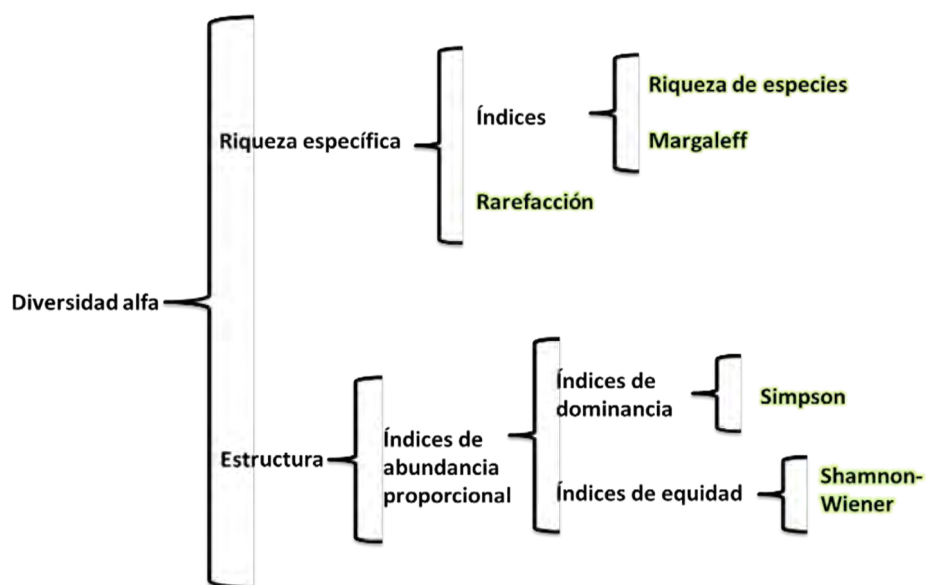 Diversidad alfa
Riqueza específica
Índices
Riqueza de especies
Margaleff
Rarefacción
Estructura
Índices de
abundancia
proporcional
Índices de
dominancia
Simpson
Índices de equidad
Shamnon-
Wiener